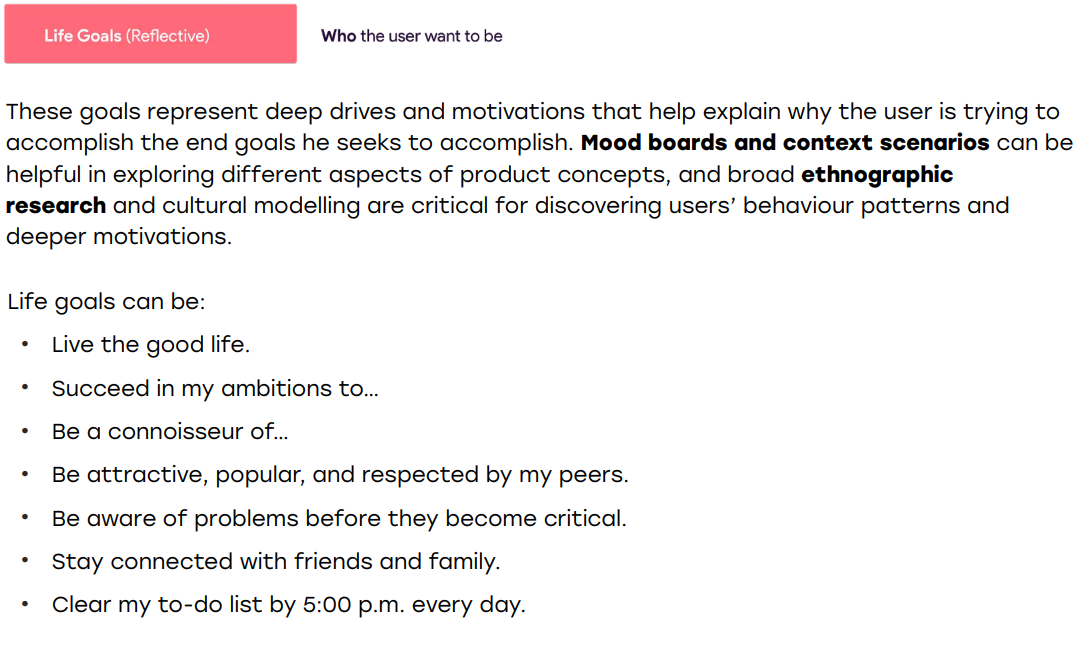 Life Goals (Reflective)
Who the user want to be
These goals represent deep drives and motivations that help explain why the user is trying to
accomplish the end goals he seeks to accomplish. Mood boards and context scenarios can be
helpful in exploring different aspects of product concepts, and broad ethnographic
research and cultural modelling are critical for discovering users’ behaviour patterns and
deeper motivations.
Life goals can be:
• Live the good life.
• Succeed in my ambitions to…
• Be a connoisseur of…
• Be attractive, popular, and respected by my peers.
• Be aware of problems before they become critical.
• Stay connected with friends and family.
• Clear my to-do list by 5:00 p.m. every day.